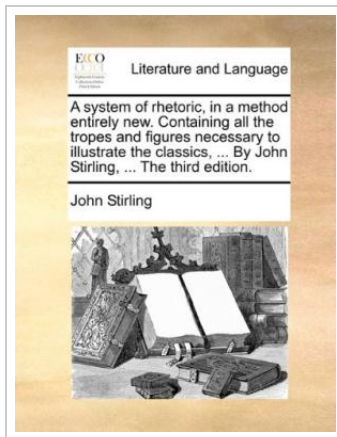 ECCO
Literature and Language
A system of rhetoric, in a method
entirely new. Containing all the
tropes and figures necessary to
illustrate the classics, ... By John
Stirling, ... The third edition.
John Stirling